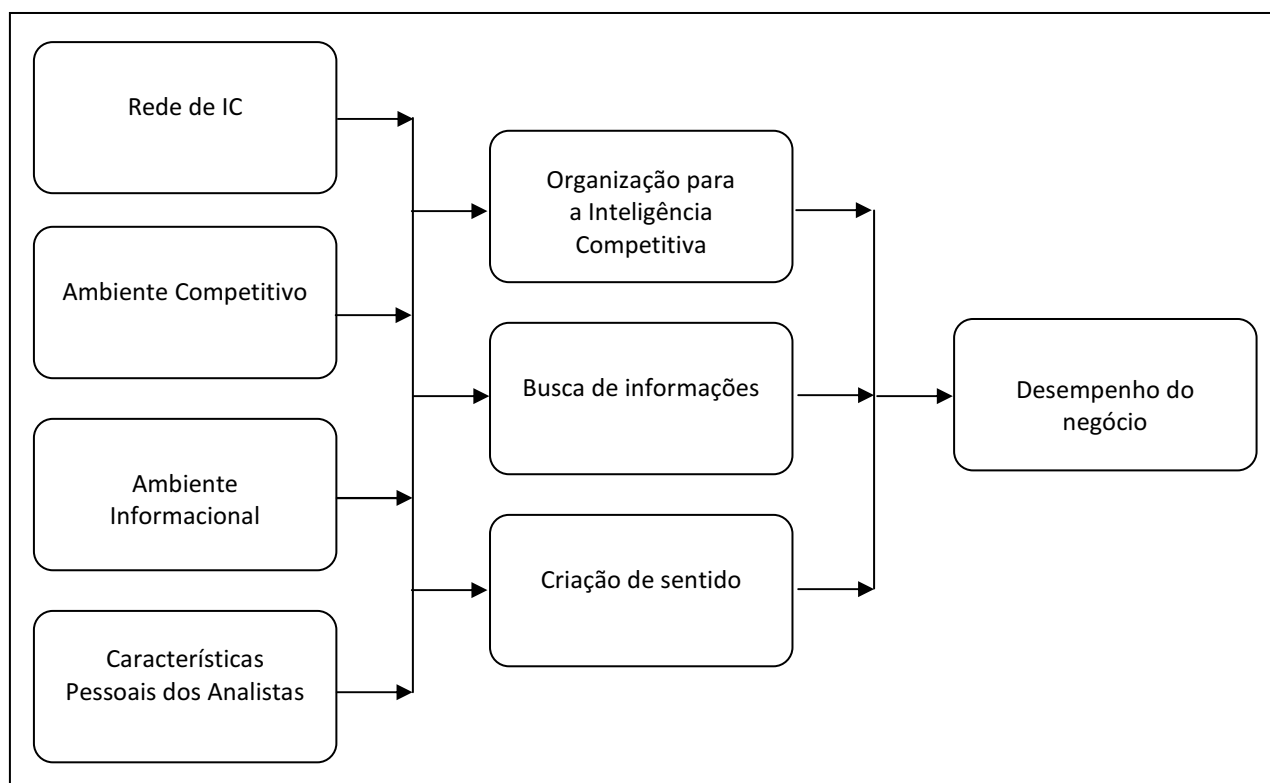 Rede de IC
Ambiente Competitivo
Ambiente
Informacional
Característícas
Pessoais dos Analistas
Organização para
a Inteligência
Competitiva
Busca de informações
Criação de sentido
Desempenho do
negócio